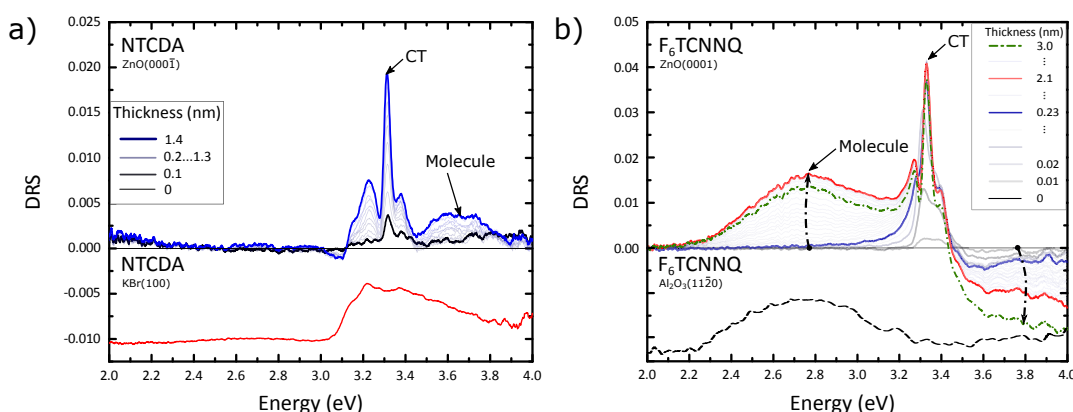 a)
NTCDA
ZnO(0001̅)
CT
Thickness (nm)
1.4
0.2...1.3
0.1
0
Molecule
NTCDA
KBr(100)
DRS
0.025
0.020
0.015
0.010
0.005
0.000
-0.005
-0.010
2.0 2.2 2.4 2.6 2.8 3.0 3.2 3.4 3.6 3.8 4.0
Energy (eV)
b)
F₆TCNNQ
ZnO(0001)
CT
Thickness (nm)
3.0
⋮
2.1
⋮
0.23
⋮
0.02
0.01
0
Molecule
F₆TCNNQ
Al₂O₃(112̅0)
DRS
0.05
0.04
0.03
0.02
0.01
0.00
2.0 2.2 2.4 2.6 2.8 3.0 3.2 3.4 3.6 3.8 4.0
Energy (eV)